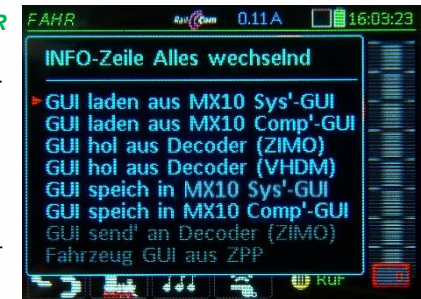 R
FAHR RailCom 0.11A 16:03:23
INFO-Zeile Alles wechselnd
GUI laden aus MX10 Sys'-GUI
GUI laden aus MX10 Comp'-GUI
GUI hol aus Decoder (ZIMO)
GUI hol aus Decoder (VHDM)
GUI speich in MX10 Sys'-GUI
GUI speich in MX10 Comp'-GUI
GUI send' an Decoder (ZIMO)
Fahrzeug GUI aus ZPP
RUF